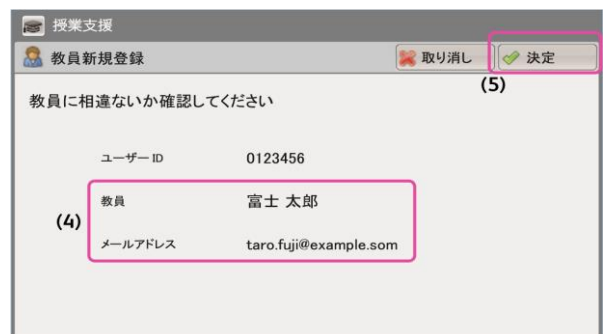 授業支援
教員新規登録
取り消し
決定
(5)
教員に相違ないか確認してください
ユーザー ID 0123456
教員 富士 太郎
(4)
メールアドレス taro.fuji@example.som